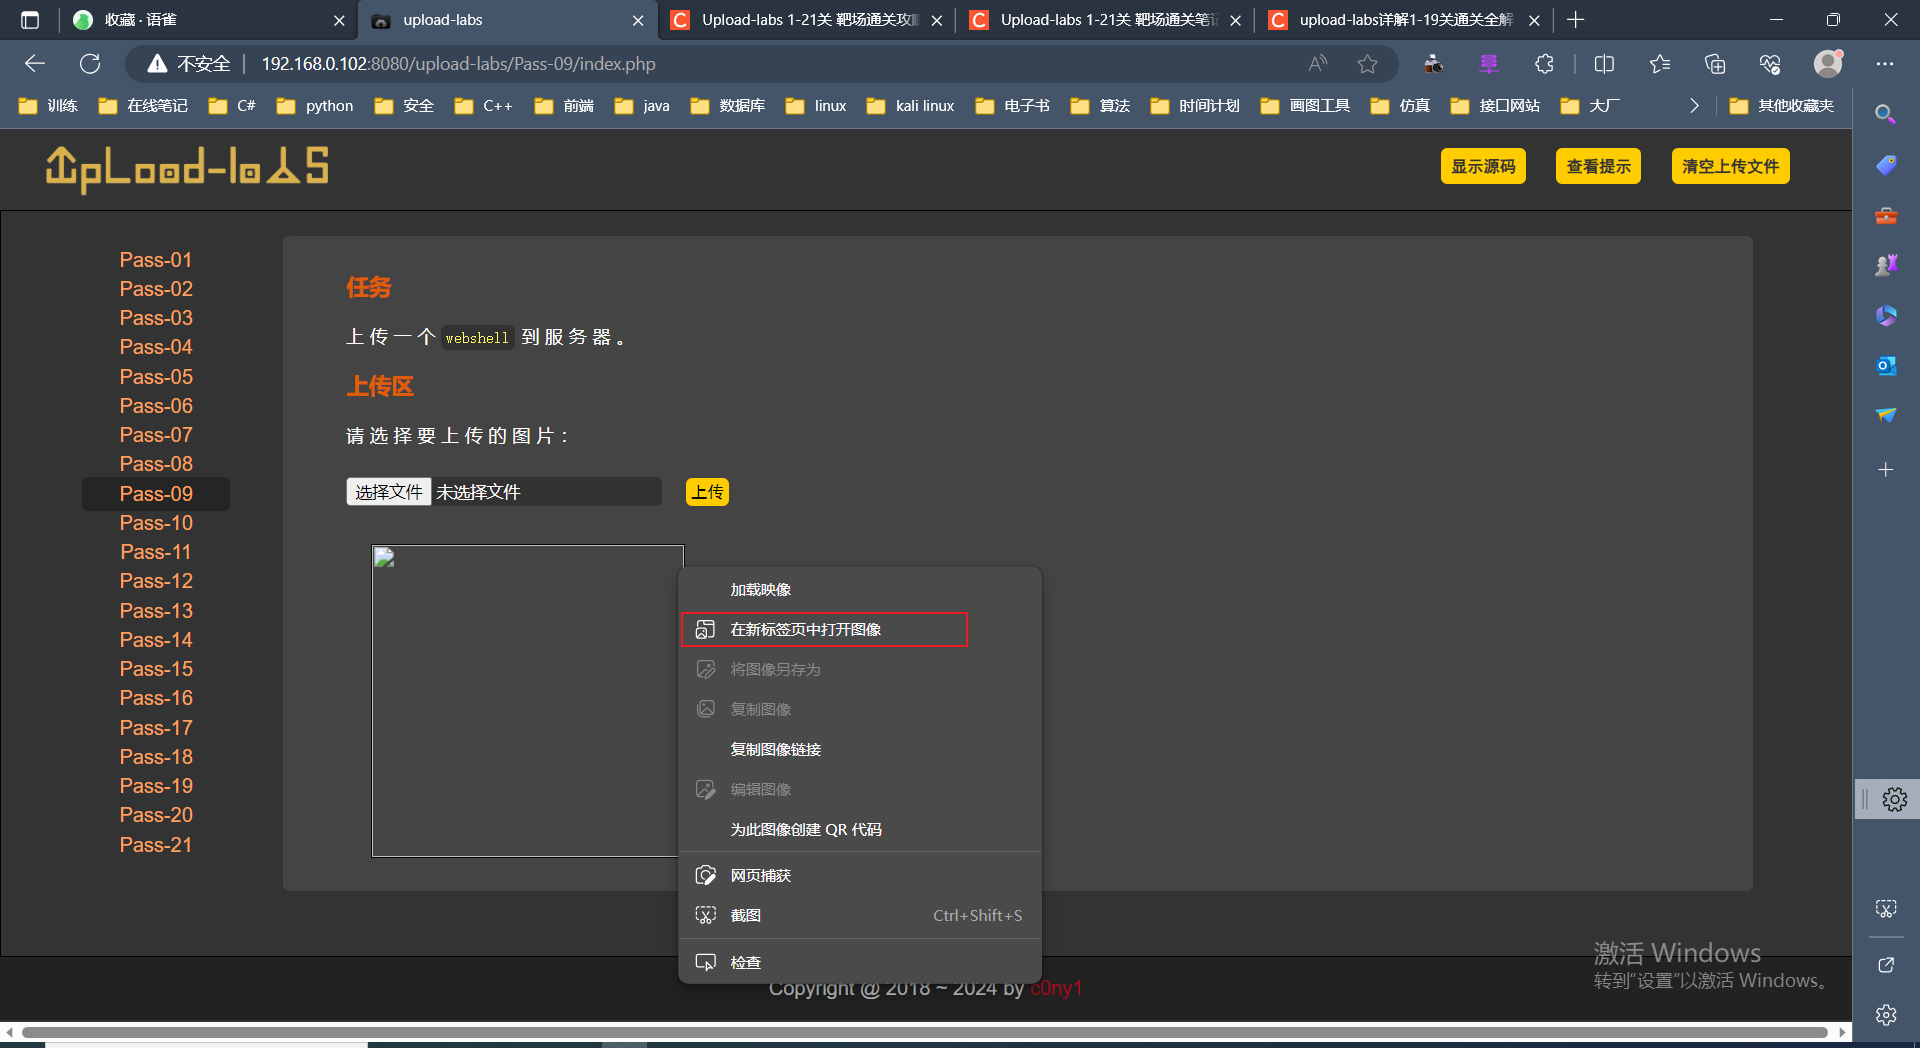 收藏 · 语雀
upload-labs
Upload-labs 1-21关 靶场通关攻略
Upload-labs 1-21关 靶场通关笔记
upload-labs详解1-19关通关全解
不安全
192.168.0.102:8080/upload-labs/Pass-09/index.php
训练
在线笔记
C#
python
安全
C++
前端
java
数据库
linux
kali linux
电子书
算法
时间计划
画图工具
仿真
接口网站
大厂
其他收藏夹
UpLoad-labs
显示源码
查看提示
清空上传文件
Pass-01
Pass-02
Pass-03
Pass-04
Pass-05
Pass-06
Pass-07
Pass-08
Pass-09
Pass-10
Pass-11
Pass-12
Pass-13
Pass-14
Pass-15
Pass-16
Pass-17
Pass-18
Pass-19
Pass-20
Pass-21
任务
上传一个 webshell 到服务器。
上传区
请选择要上传的图片：
选择文件 未选择文件
上传
加载映像
在新标签页中打开图像
将图像另存为
复制图像
复制图像链接
编辑图像
为此图像创建 QR 代码
网页捕获
截图 Ctrl+Shift+S
检查
Copyright @ 2018 ~ 2024 by c0ny1
激活 Windows
转到“设置”以激活 Windows。